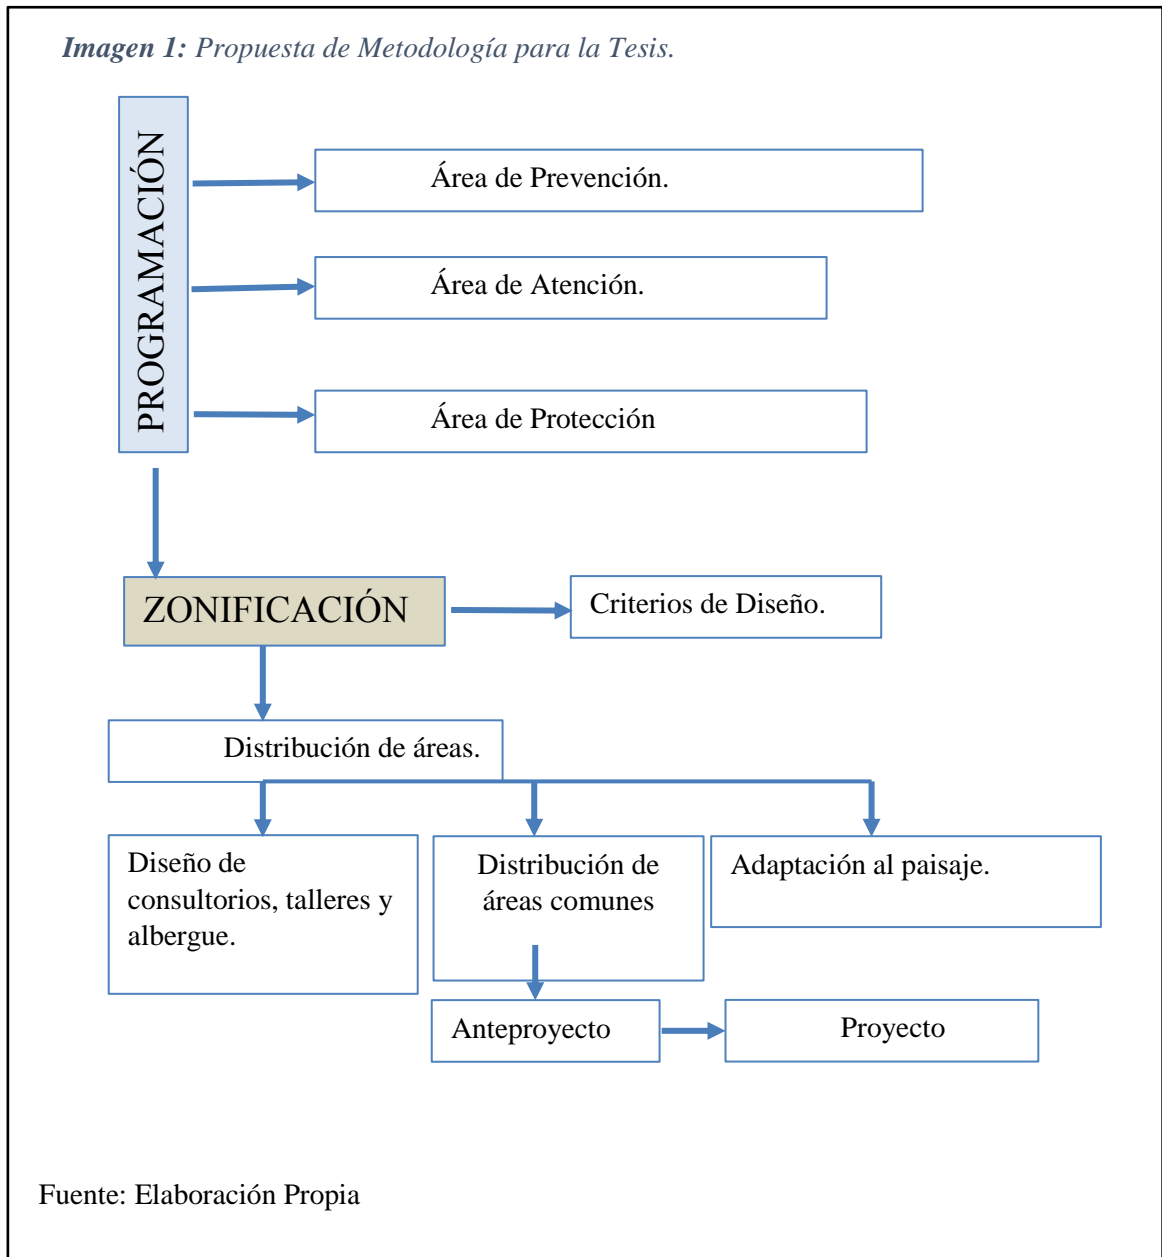 Imagen 1: Propuesta de Metodología para la Tesis.
PROGRAMACIÓN
Área de Prevención.
Área de Atención.
Área de Protección
ZONIFICACIÓN
Criterios de Diseño.
Distribución de áreas.
Diseño de
consultorios, talleres y
albergue.
Distribución de
áreas comunes
Adaptación al paisaje.
Anteproyecto
Proyecto
Fuente: Elaboración Propia